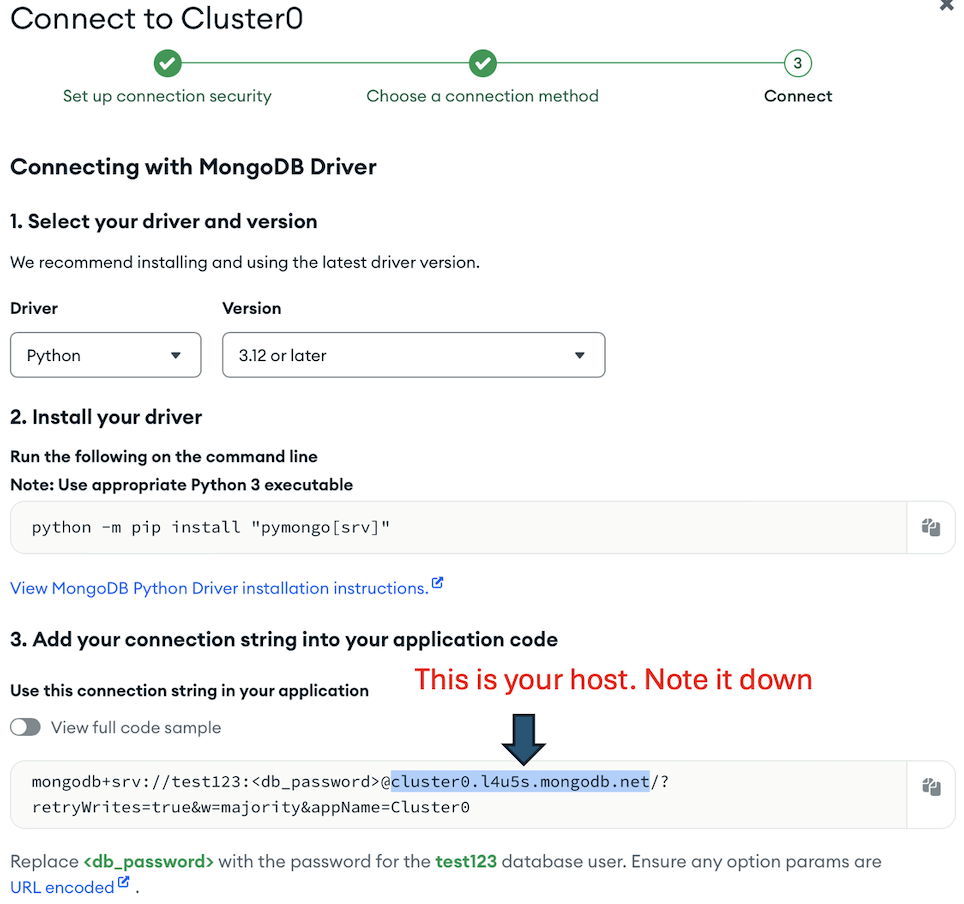 Connect to Cluster0
3
Set up connection security
Choose a connection method
Connect
Connecting with MongoDB Driver
1. Select your driver and version
We recommend installing and using the latest driver version.
Driver
Version
Python
3.12 or later
2. Install your driver
Run the following on the command line
Note: Use appropriate Python 3 executable
python -m pip install "pymongo[srv]"
View MongoDB Python Driver installation instructions.
3. Add your connection string into your application code
This is your host. Note it down
Use this connection string in your application
View full code sample
mongodb+srv://test123:<db_password>@cluster0.l4u5s.mongodb.net/?
retryWrites=true&w=majority&appName=Cluster0
Replace <db_password> with the password for the test123 database user. Ensure any option params are
URL encoded .